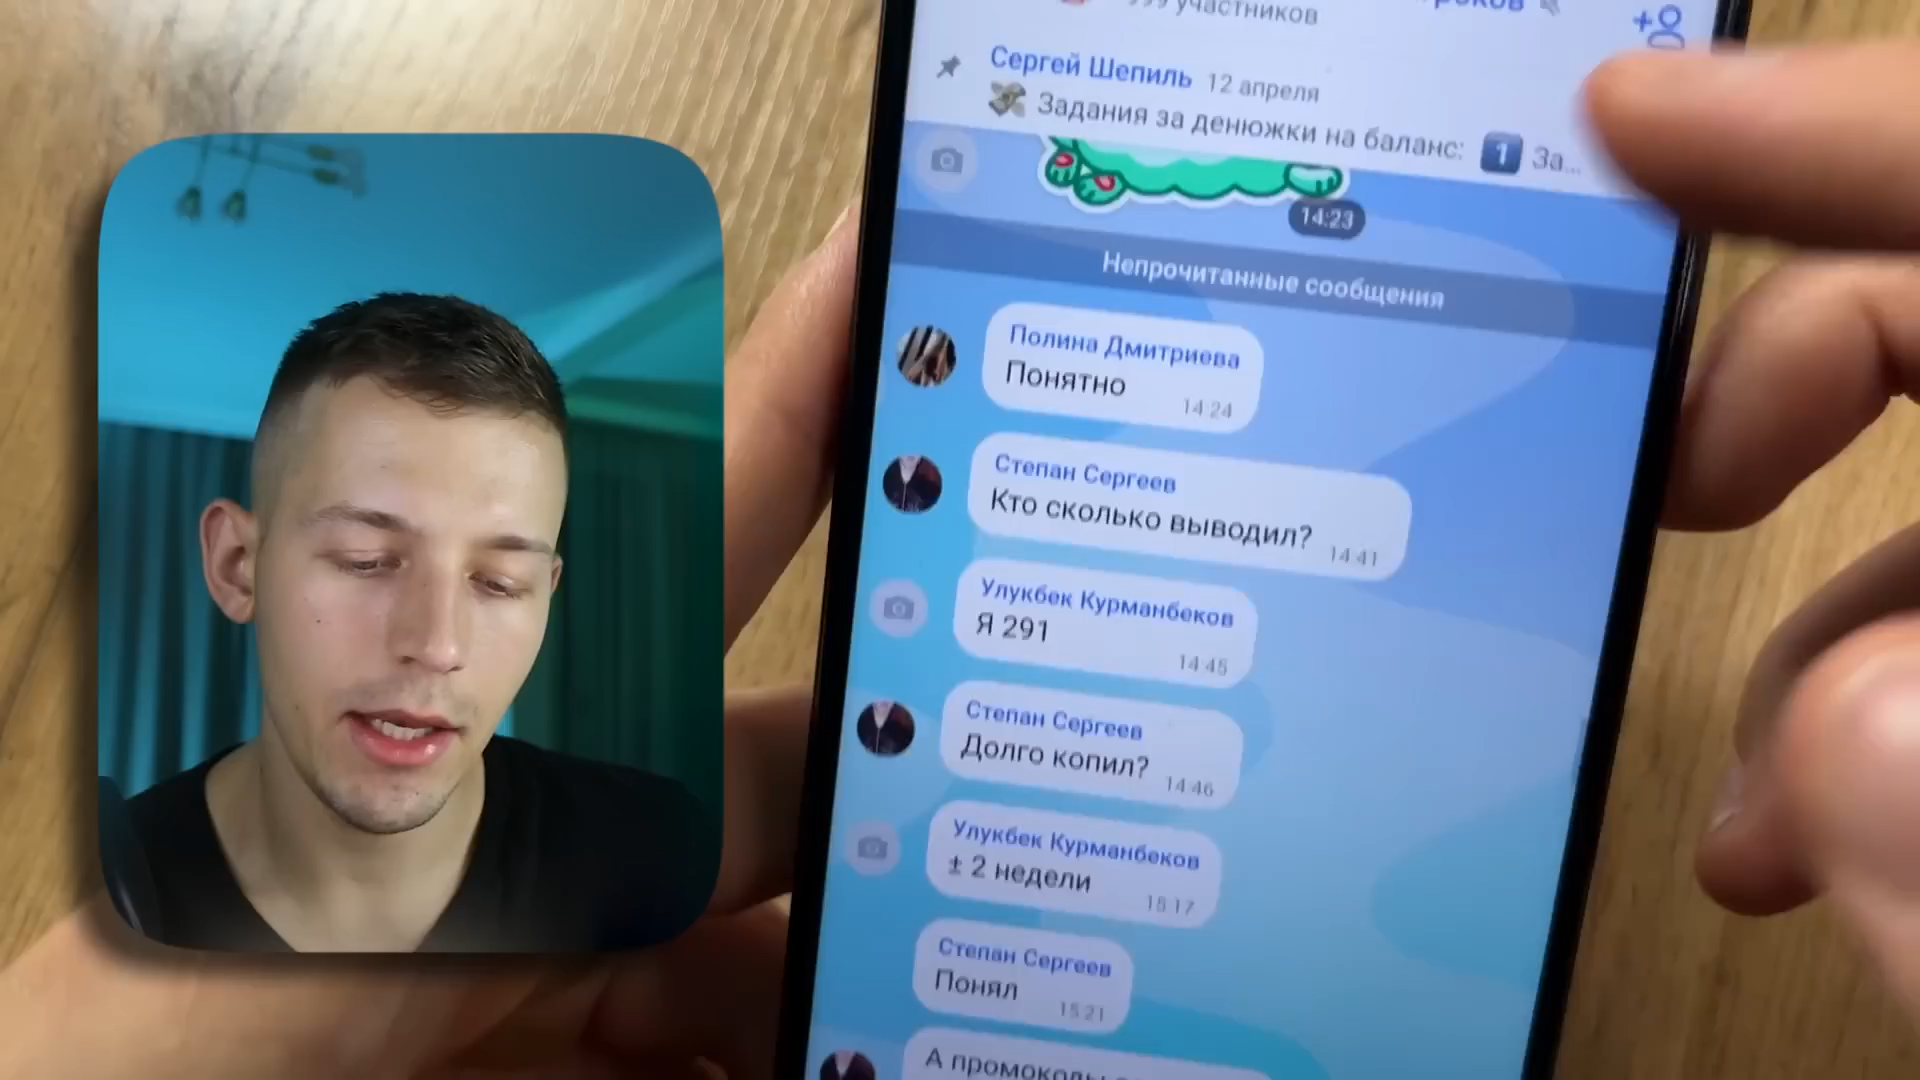 участников
Сергей Шепиль 12 апреля
Задания за денюжки на баланс: 1 За...
14:23
Непрочитанные сообщения
Полина Дмитриева
Понятно
14:24
Степан Сергеев
Кто сколько выводил?
14:41
Улукбек Курманбеков
Я 291
14:45
Степан Сергеев
Долго копил?
14:46
Улукбек Курманбеков
± 2 недели
15:17
Степан Сергеев
Понял
15:21
А промокоды